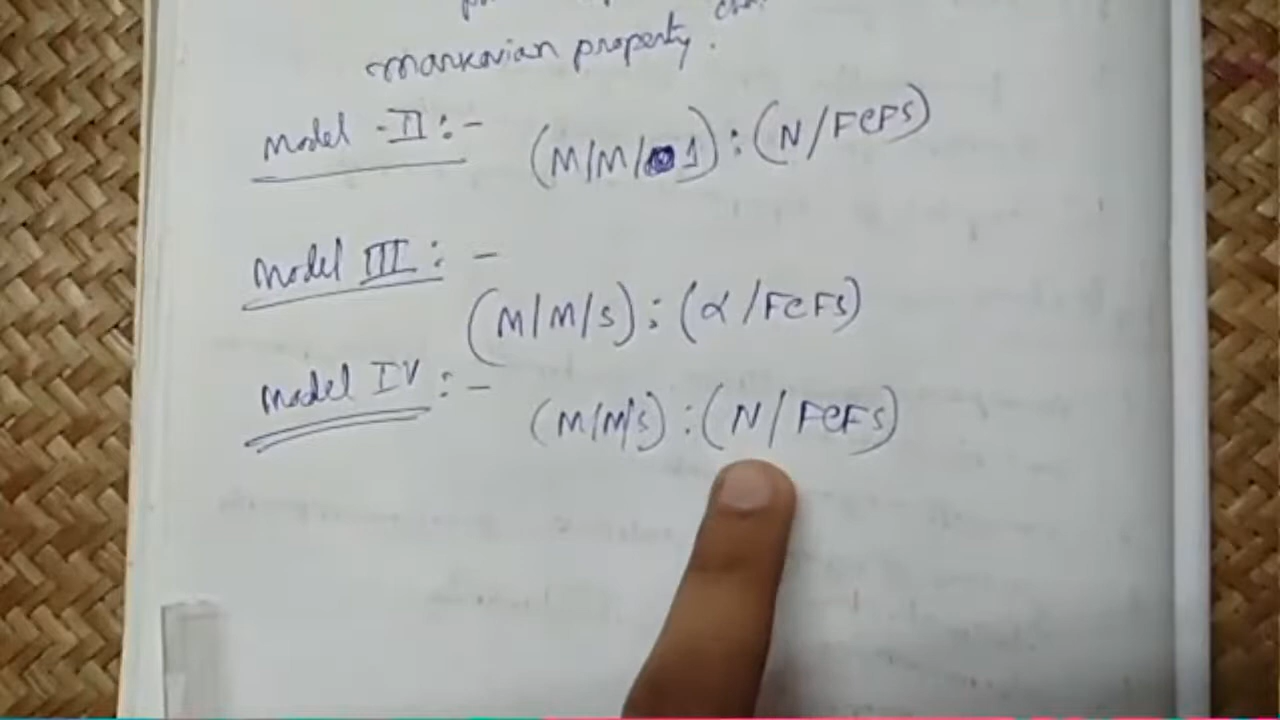 markovian property.
Model -II :- (M/M/1) : (N/FCFS)
Model III : -
(M/M/s) : (α/FCFS)
Model IV : -
(M/M/s) : (N/FCFS)